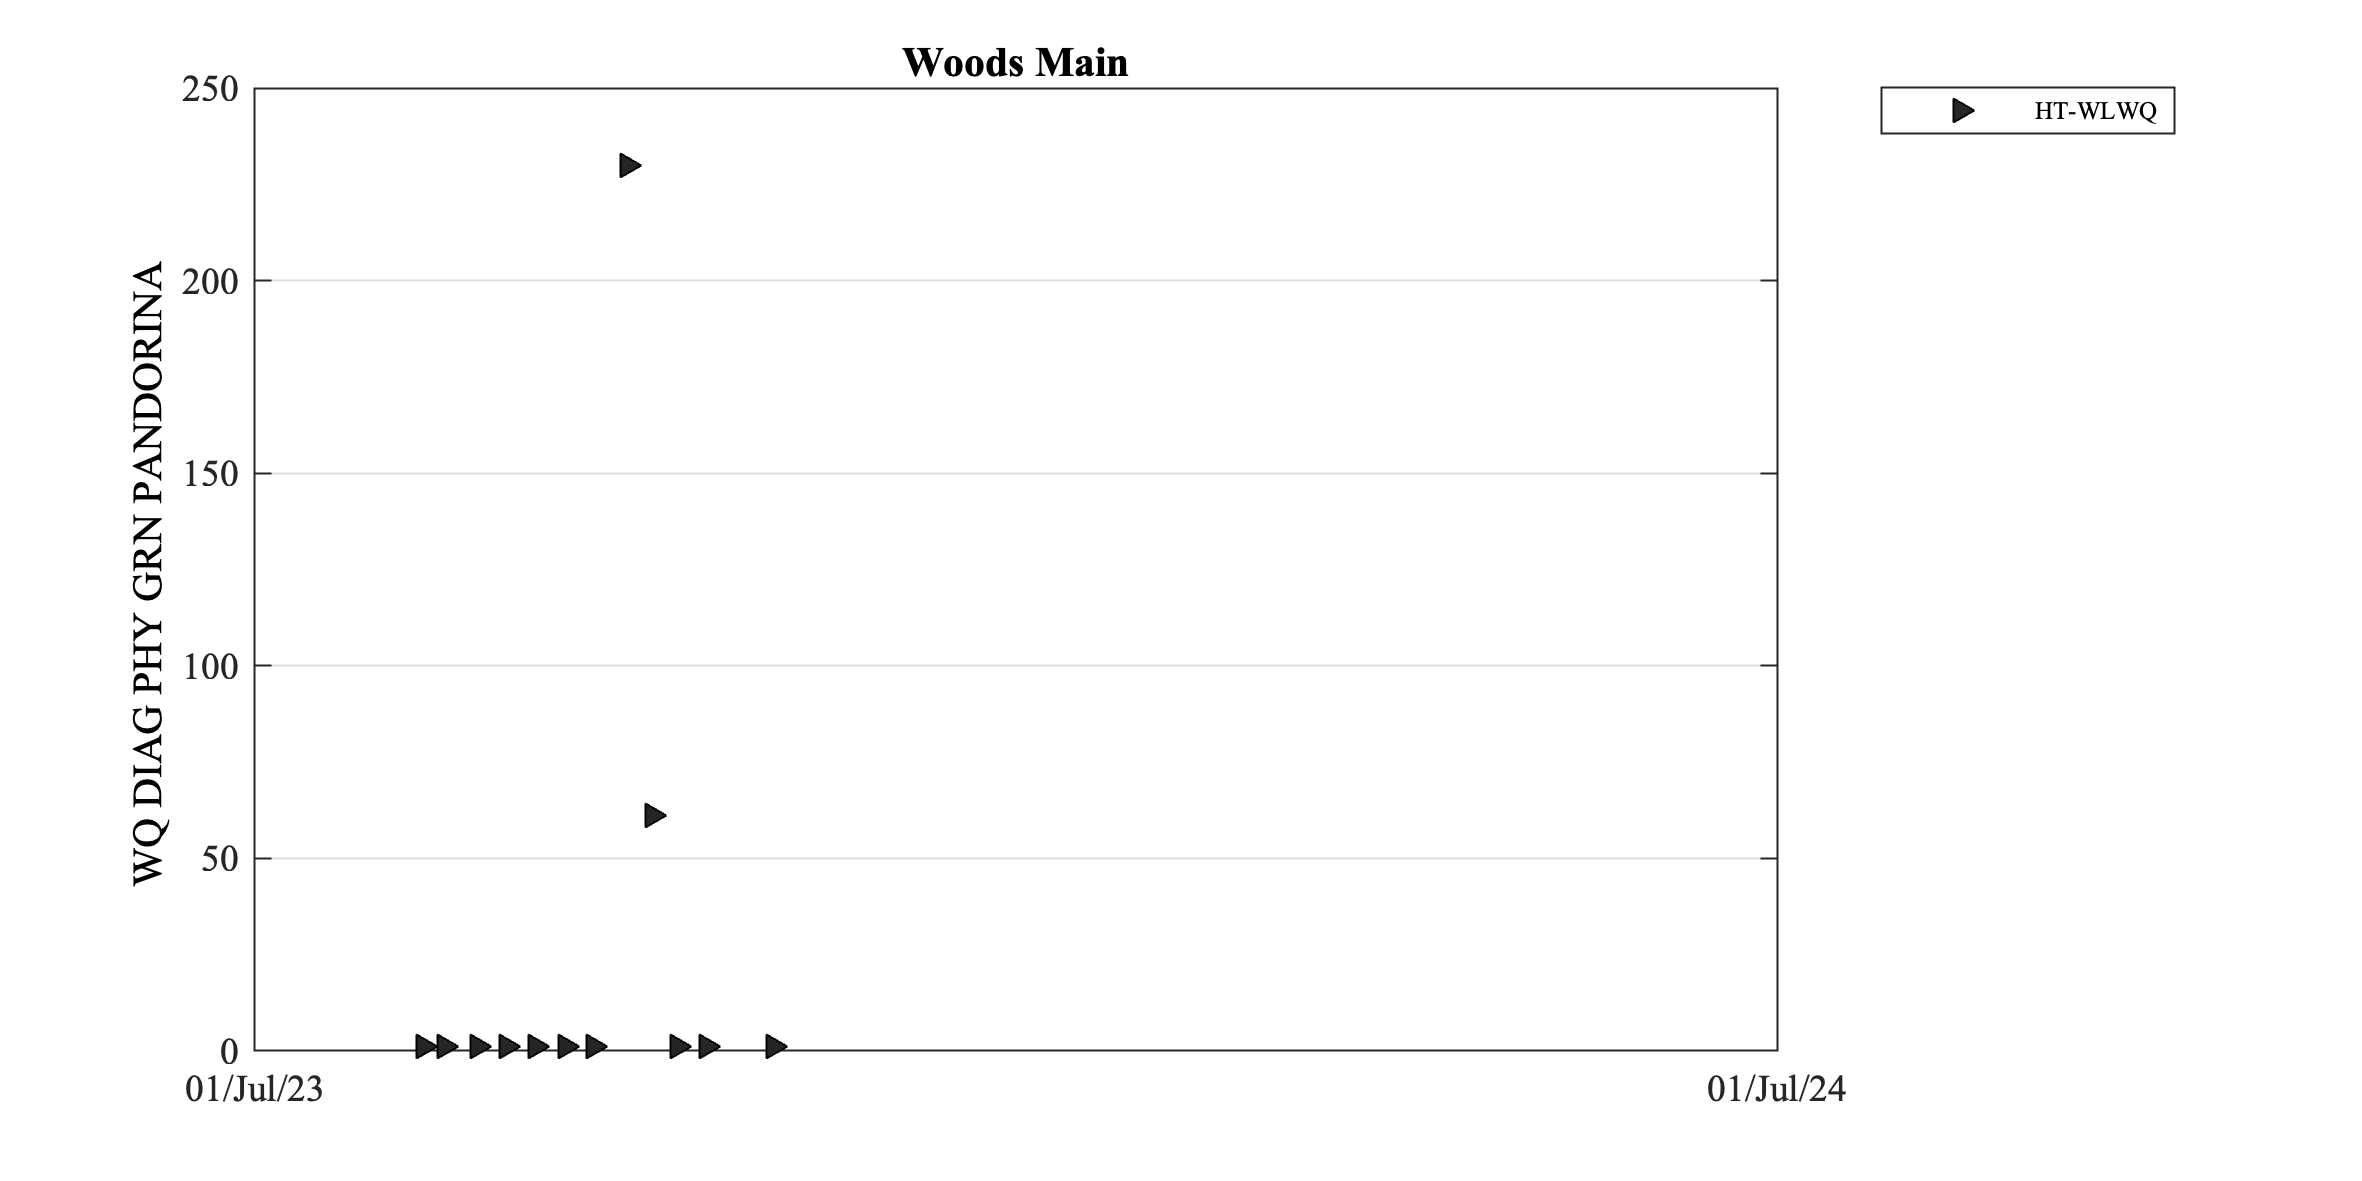 Woods Main
HT-WLWQ
WQ DIAG PHY GRN PANDORINA
250
200
150
100
50
0
01/Jul/23
01/Jul/24